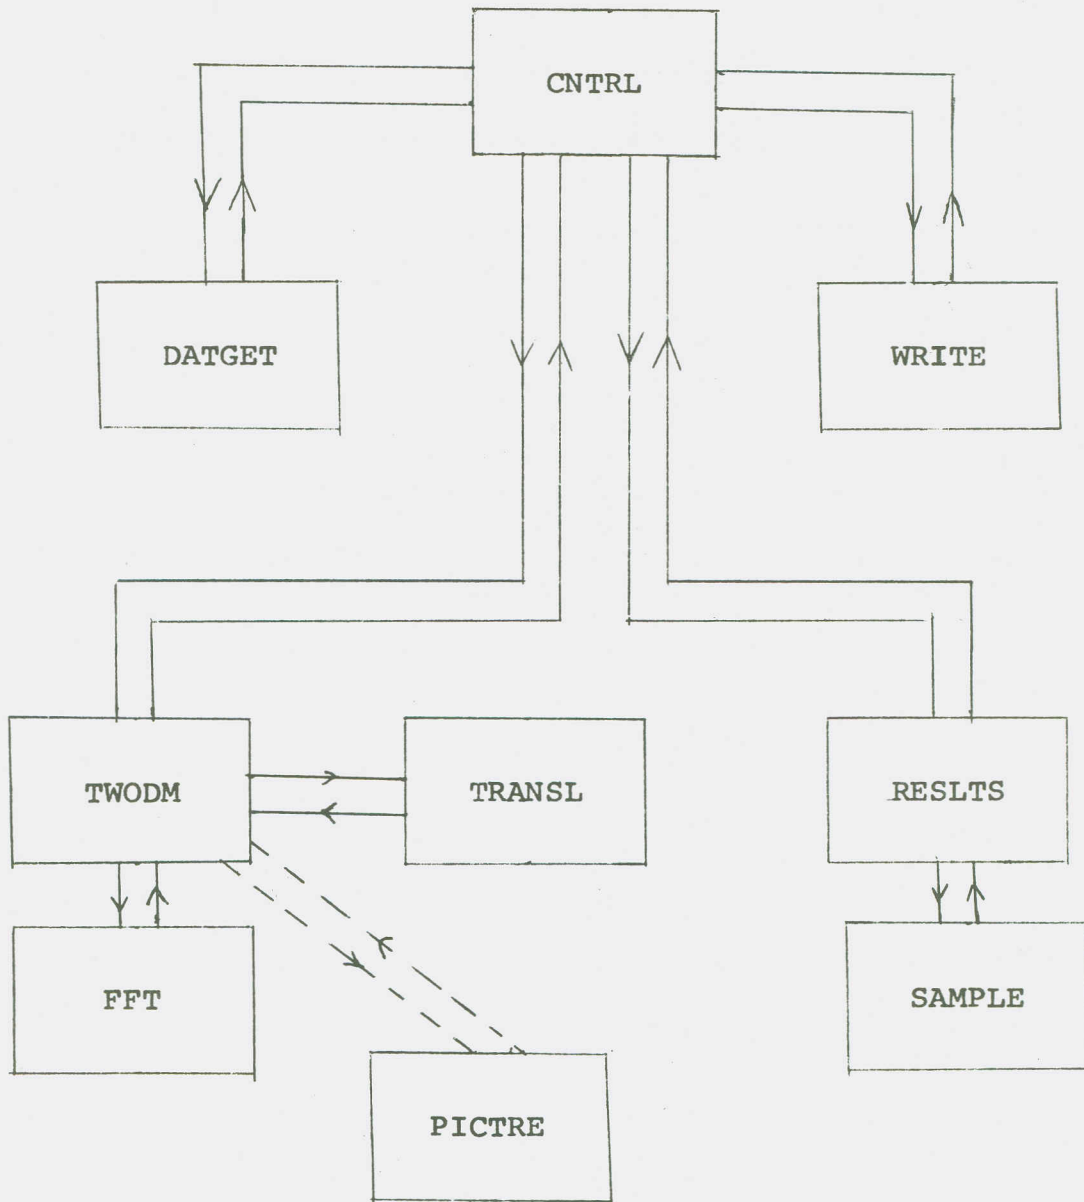 CNTRL
DATGET
WRITE
TWODM
TRANSL
RESLTS
FFT
SAMPLE
PICTRE